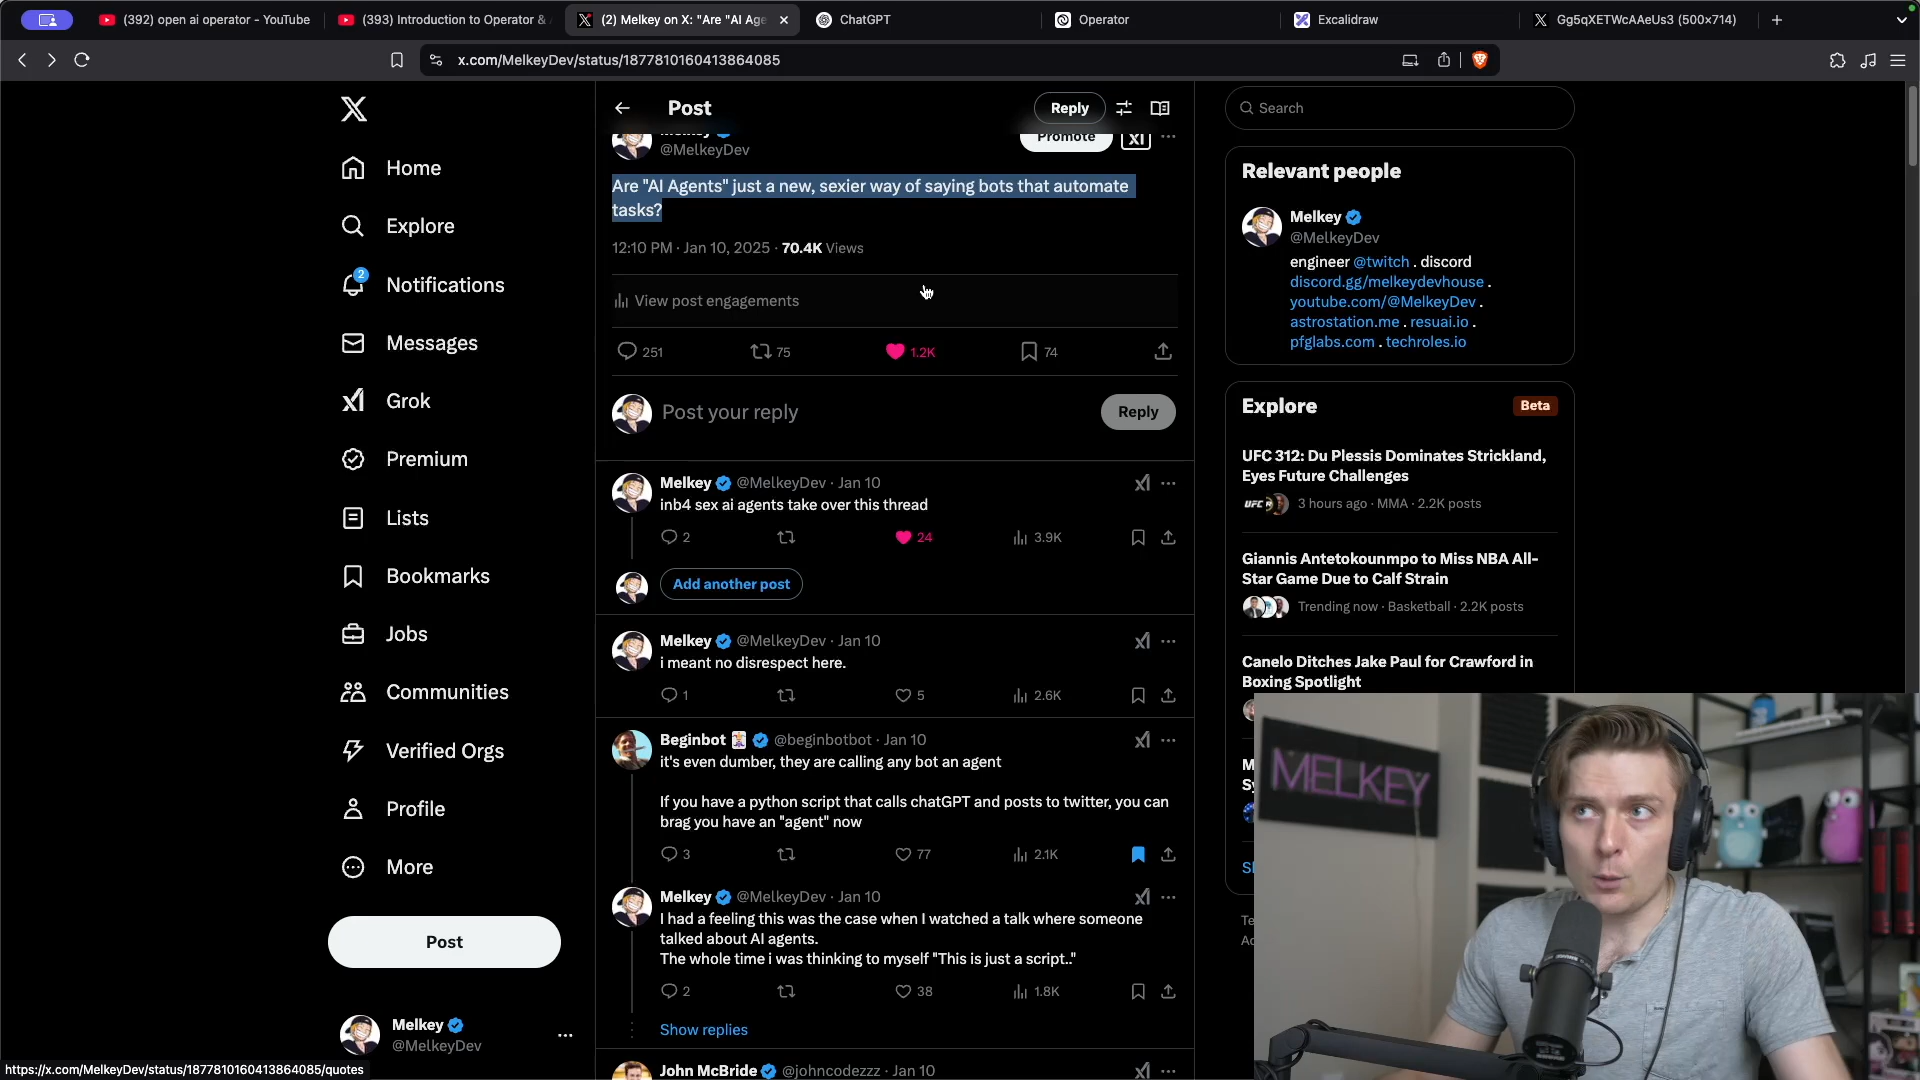 (392) open ai operator - YouTube
(393) Introduction to Operator &
(2) Melkey on X: "Are "AI Age
ChatGPT
Operator
Excalidraw
Gg5qXETWcAAeUs3 (500×714)
x.com/MelkeyDev/status/1877810160413864085
Home
Explore
2
Notifications
Messages
Grok
Premium
Lists
Bookmarks
Jobs
Communities
Verified Orgs
Profile
More
Post
Melkey
@MelkeyDev
https://x.com/MelkeyDev/status/1877810160413864085/quotes
Post
Reply
@MelkeyDev
Promote
Are "AI Agents" just a new, sexier way of saying bots that automate
tasks?
12:10 PM · Jan 10, 2025 · 70.4K Views
View post engagements
251 75 1.2K 74
Post your reply
Reply
Melkey @MelkeyDev · Jan 10
inb4 sex ai agents take over this thread
2 24 3.9K
Add another post
Melkey @MelkeyDev · Jan 10
i meant no disrespect here.
1 5 2.6K
Beginbot @beginbotbot · Jan 10
it's even dumber, they are calling any bot an agent
If you have a python script that calls chatGPT and posts to twitter, you can
brag you have an "agent" now
3 77 2.1K
Melkey @MelkeyDev · Jan 10
I had a feeling this was the case when I watched a talk where someone
talked about AI agents.
The whole time i was thinking to myself "This is just a script.."
2 38 1.8K
Show replies
John McBride @johncodezzz · Jan 10
Search
Relevant people
Melkey
@MelkeyDev
engineer @twitch . discord
discord.gg/melkeydevhouse .
youtube.com/@MelkeyDev .
astrostation.me . resuai.io .
pfglabs.com . techroles.io
Explore
Beta
UFC 312: Du Plessis Dominates Strickland,
Eyes Future Challenges
3 hours ago · MMA · 2.2K posts
Giannis Antetokounmpo to Miss NBA All-
Star Game Due to Calf Strain
Trending now · Basketball · 2.2K posts
Canelo Ditches Jake Paul for Crawford in
Boxing Spotlight
MELKEY